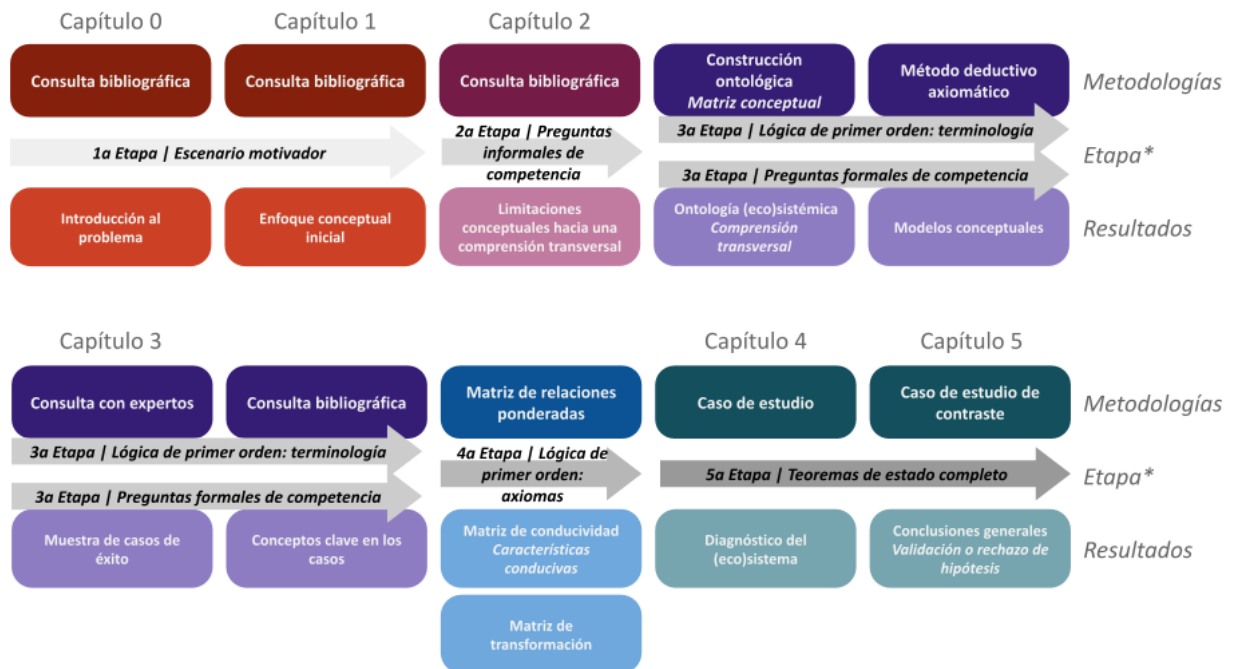 Capítulo 0
Capítulo 1
Capítulo 2
Consulta bibliográfica
Consulta bibliográfica
Consulta bibliográfica
Construcción
ontológica
Matriz conceptual
Método deductivo
axiomático
Metodologías
1a Etapa | Escenario motivador
2a Etapa | Preguntas
informales de
competencia
3a Etapa | Lógica de primer orden: terminología
3a Etapa | Preguntas formales de competencia
Etapa*
Introducción al
problema
Enfoque conceptual
inicial
Limitaciones
conceptuales hacia una
comprensión transversal
Ontología (eco)sistémica
Comprensión
transversal
Modelos conceptuales
Resultados
Capítulo 3
Capítulo 4
Capítulo 5
Consulta con expertos
Consulta bibliográfica
Matriz de relaciones
ponderadas
Caso de estudio
Caso de estudio de
contraste
Metodologías
3a Etapa | Lógica de primer orden: terminología
3a Etapa | Preguntas formales de competencia
4a Etapa | Lógica
de primer orden:
axiomas
5a Etapa | Teoremas de estado completo
Etapa*
Muestra de casos de
éxito
Conceptos clave en los
casos
Matriz de conducividad
Características
conducivas
Diagnóstico del
(eco)sistema
Conclusiones generales
Validación o rechazo de
hipótesis
Resultados
Matriz de
transformación